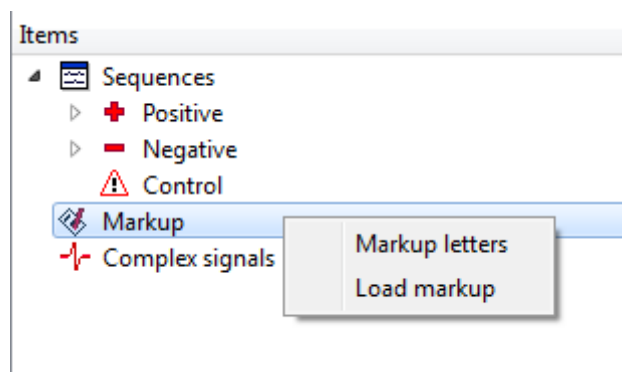 Items
Sequences
Positive
Negative
Control
Markup
Complex signals
Markup letters
Load markup